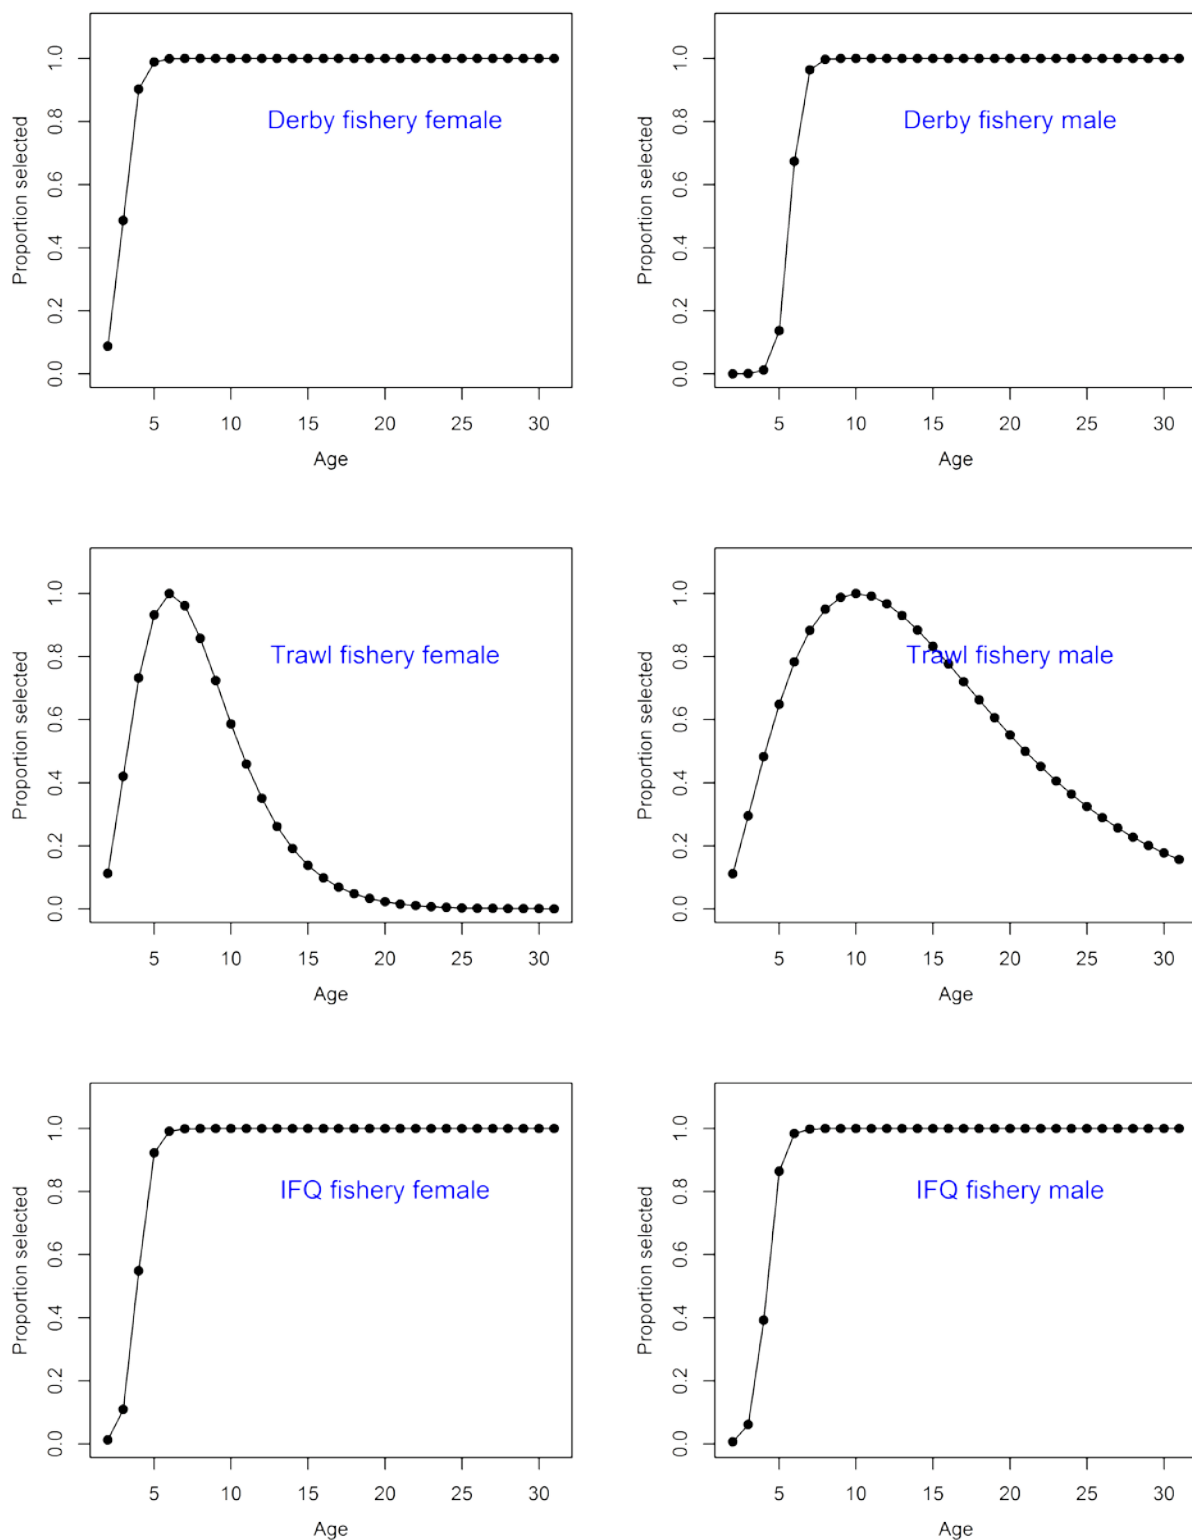 Proportion selected
0.0 0.2 0.4 0.6 0.8 1.0
Derby fishery female
5 10 15 20 25 30
Age
Proportion selected
0.0 0.2 0.4 0.6 0.8 1.0
Derby fishery male
5 10 15 20 25 30
Age
Proportion selected
0.0 0.2 0.4 0.6 0.8 1.0
Trawl fishery female
5 10 15 20 25 30
Age
Proportion selected
0.0 0.2 0.4 0.6 0.8 1.0
Trawl fishery male
5 10 15 20 25 30
Age
Proportion selected
0.0 0.2 0.4 0.6 0.8 1.0
IFQ fishery female
5 10 15 20 25 30
Age
Proportion selected
0.0 0.2 0.4 0.6 0.8 1.0
IFQ fishery male
5 10 15 20 25 30
Age